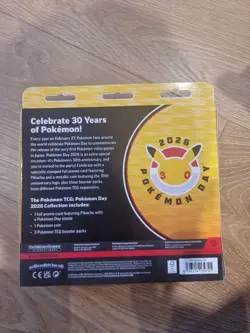 Celebrate 30 Years
of Pokémon!
Every year on February 27, Pokémon fans around
the world celebrate Pokémon Day to commemorate
the release of the very first Pokémon video games
in Japan. Pokémon Day 2026 is an extra special
occasion—it's Pokémon's 30th anniversary, and
you're invited to the party! Celebrate with a
specially stamped foil promo card featuring
Pikachu and a metallic coin featuring the 30th
anniversary logo, plus three booster packs
from different Pokémon TCG expansions.
The Pokémon TCG: Pokémon Day
2026 Collection includes:
• 1 foil promo card featuring Pikachu with a
Pokémon Day stamp
• 1 Pokémon coin
• 3 Pokémon TCG booster packs
2026
30
POKÉMON DAY
CE